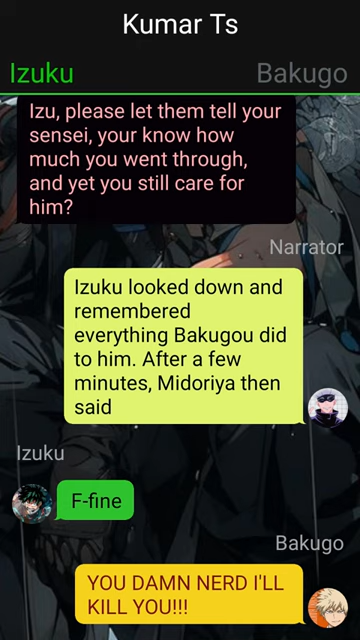 Kumar Ts
Izuku
Bakugo
Izu, please let them tell your
sensei, your know how
much you went through,
and yet you still care for
him?
Narrator
Izuku looked down and
remembered
everything Bakugou did
to him. After a few
minutes, Midoriya then
said
Izuku
F-fine
Bakugo
YOU DAMN NERD I'LL
KILL YOU!!!